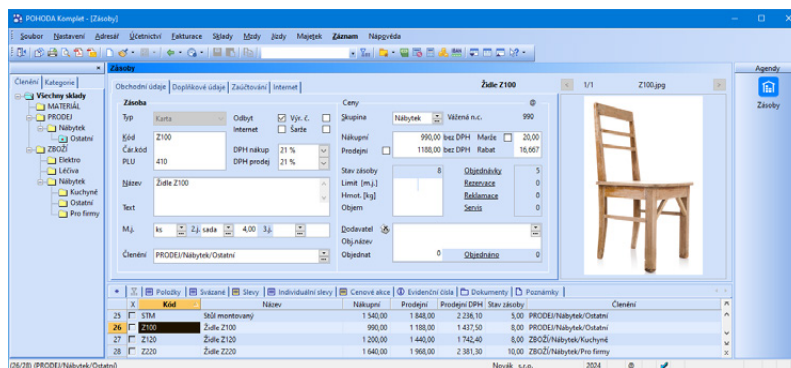 POHODA Komplet - [Zásoby]
Soubor Nastavení Adresář Účetnictví Fakturace Sklady Mzdy Jízdy Majetek Záznam Nápověda
Zásoby
Agendy
Členění Kategorie
Obchodní údaje Doplňkové údaje Zaúčtování Internet Židle Z100
1/1 Z100.jpg
Zásoby
Všechny sklady
MATERIÁL
PRODEJ
Nábytek
Ostatní
ZBOŽÍ
Elektro
Léčiva
Nábytek
Kuchyně
Ostatní
Pro firmy
Zásoba
Typ Karta Odbyt Výr. č.
Internet Šarže
Kód Z100
Čár.kód DPH nákup 21 %
PLU 410 DPH prodej 21 %
Název Židle Z100
Text
M.j. ks 2.j. sada 4,00 3.j.
Členění PRODEJ/Nábytek/Ostatní
Ceny @
Skupina Nábytek Vážená n.c. 990
Nákupní 990,00 bez DPH Marže 20,00
Prodejní 1188,00 bez DPH Rabat 16,667
Stav zásoby 8 Objednávky 5
Limit [m.j.] Rezervace 0
Hmot. [kg] Reklamace 0
Objem Servis 0
Dodavatel
Obj.název
Objednat 0 Objednáno 0
Položky Svázané Slevy Individuální slevy Cenové akce Evidenční čísla Dokumenty Poznámky
X Kód Název Nákupní Prodejní Prodejní DPH Stav zásoby Členění
25 STM Stůl montovaný 1 540,00 1 848,00 2 236,10 5,00 PRODEJ/Nábytek/Ostatní
26 Z100 Židle Z100 990,00 1 188,00 1 437,50 8,00 PRODEJ/Nábytek/Ostatní
27 Z120 Židle Z120 1 200,00 1 440,00 1 742,40 8,00 ZBOŽÍ/Nábytek/Kuchyně
28 Z220 Židle Z220 1 640,00 1 968,00 2 381,30 10,00 ZBOŽÍ/Nábytek/Pro firmy
(26/28) (PRODEJ/Nábytek/Ostatní) Novák s.r.o. 2024 @